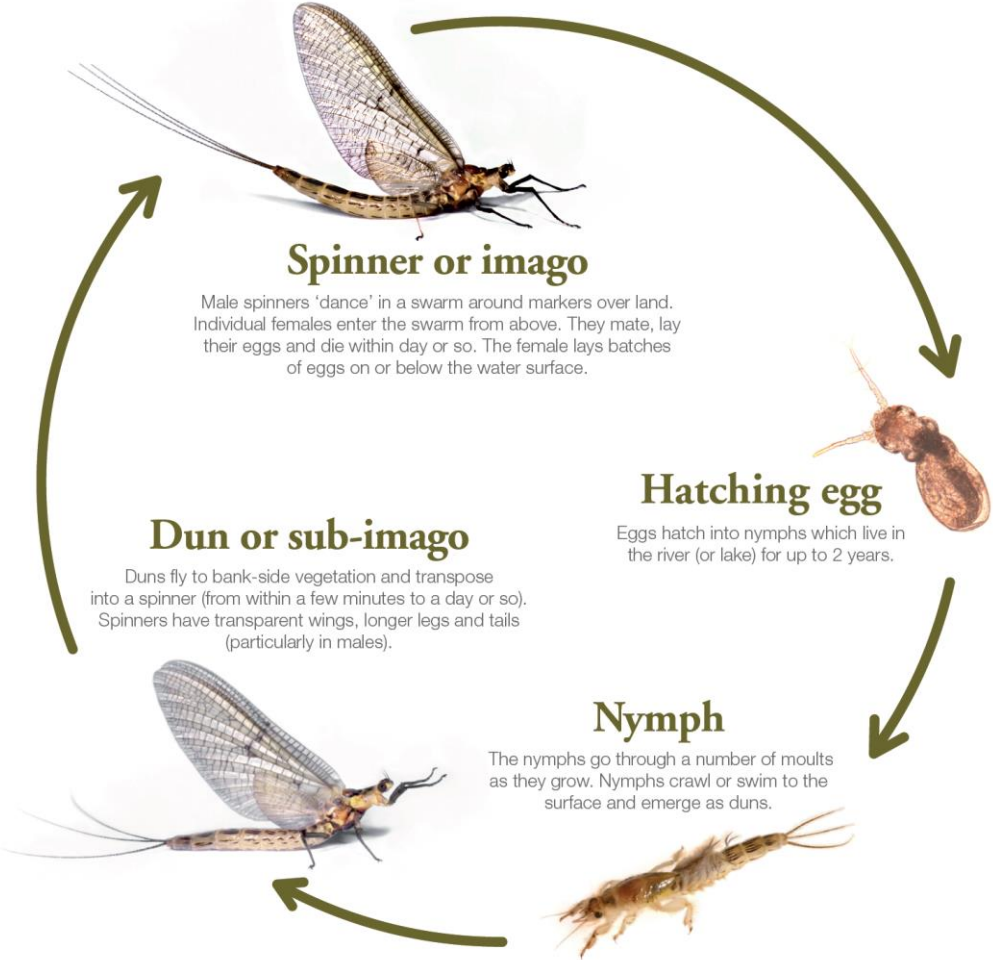 Spinner or imago
Male spinners ‘dance’ in a swarm around markers over land.
Individual females enter the swarm from above. They mate, lay
their eggs and die within day or so. The female lays batches
of eggs on or below the water surface.
Hatching egg
Eggs hatch into nymphs which live in
the river (or lake) for up to 2 years.
Nymph
The nymphs go through a number of moults
as they grow. Nymphs crawl or swim to the
surface and emerge as duns.
Dun or sub-imago
Duns fly to bank-side vegetation and transpose
into a spinner (from within a few minutes to a day or so).
Spinners have transparent wings, longer legs and tails
(particularly in males).